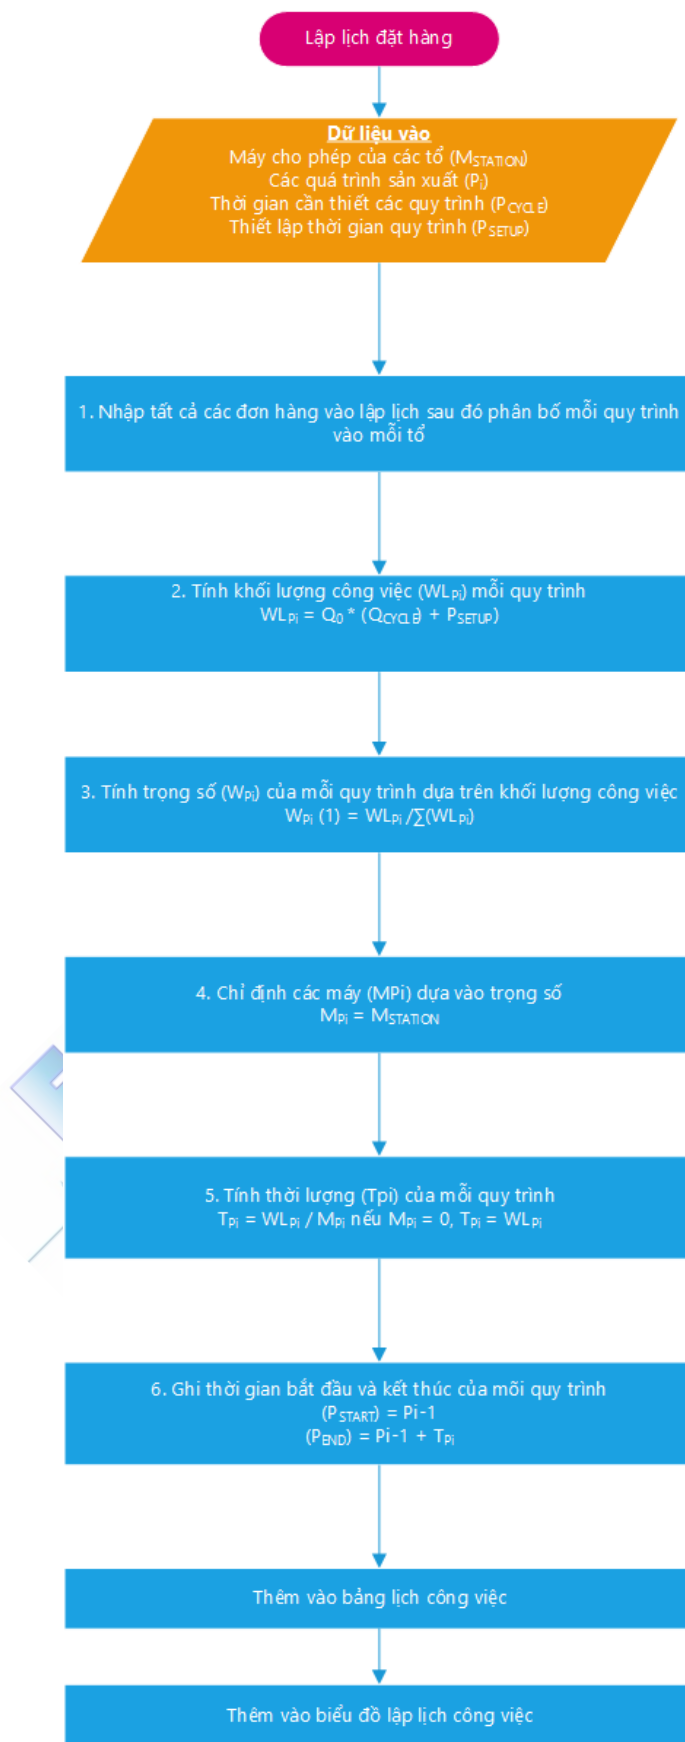 Lập lịch đặt hàng
Dữ liệu vào
Máy cho phép của các tổ (MSTATION)
Các quá trình sản xuất (Pi)
Thời gian cần thiết các quy trình (PCYCLE)
Thiết lập thời gian quy trình (PSETUP)
1. Nhập tất cả các đơn hàng vào lập lịch sau đó phân bố mỗi quy trình
vào mỗi tổ
2. Tính khối lượng công việc (WLPi) mỗi quy trình
WLPi = Q0 * (QCYCLE) + PSETUP)
3. Tính trọng số (WPi) của mỗi quy trình dựa trên khối lượng công việc
WPi (1) = WLPi /∑(WLPi)
4. Chỉ định các máy (MPi) dựa vào trọng số
MPi = MSTATION
5. Tính thời lượng (Tpi) của mỗi quy trình
TPi = WLPi / MPi nếu MPi = 0, TPi = WLPi
6. Ghi thời gian bắt đầu và kết thúc của mõi quy trình
(PSTART) = Pi-1
(PEND) = Pi-1 + TPi
Thêm vào bảng lịch công việc
Thêm vào biểu đồ lập lịch công việc